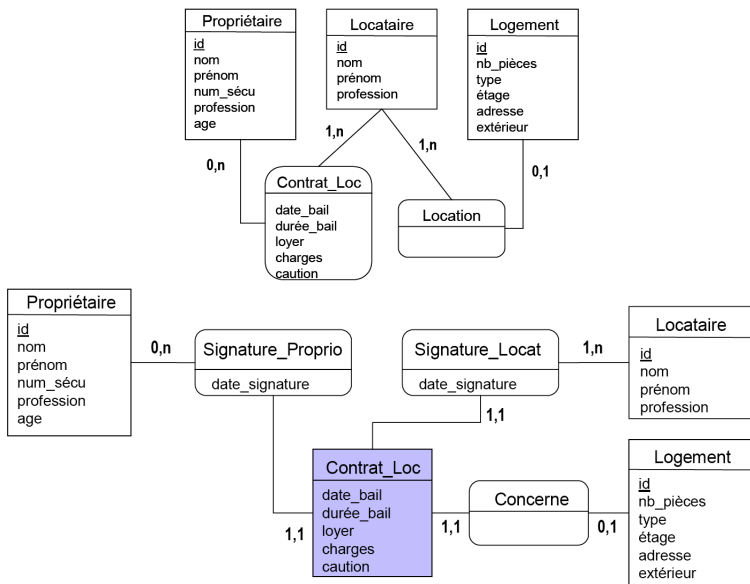 Propriétaire
id
nom
prénom
num_sécu
profession
age
Locataire
id
nom
prénom
profession
Logement
id
nb_pièces
type
étage
adresse
extérieur
0,n
1,n
1,n
0,1
Contrat_Loc
date_bail
durée_bail
loyer
charges
caution
Location
Propriétaire
id
nom
prénom
num_sécu
profession
age
0,n
Signature_Proprio
date_signature
Signature_Locat
date_signature
1,n
Locataire
id
nom
prénom
profession
1,1
1,1
Contrat_Loc
date_bail
durée_bail
loyer
charges
caution
1,1
Concerne
0,1
Logement
id
nb_pièces
type
étage
adresse
extérieur